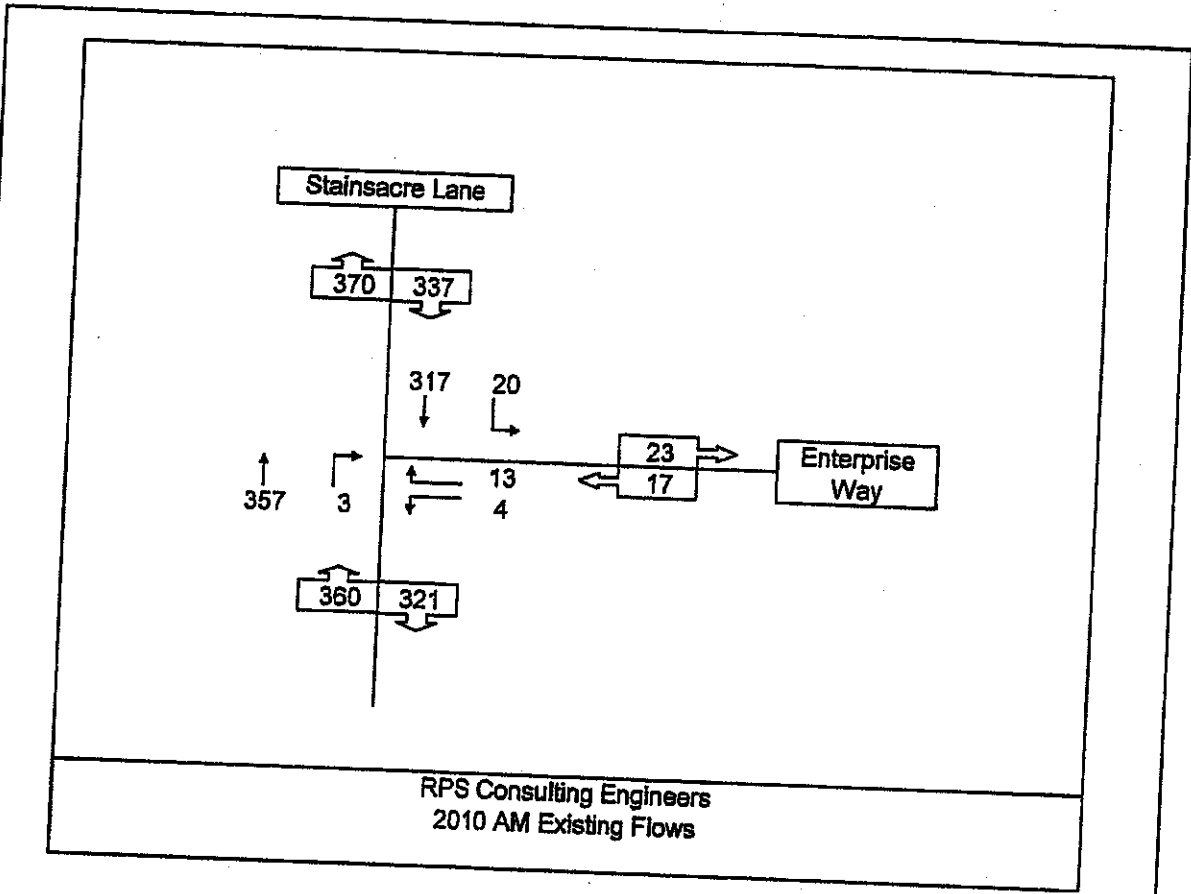 Stainsacre Lane
370 337
317 20
23
Enterprise
Way
13
17
357 3
4
360 321
RPS Consulting Engineers
2010 AM Existing Flows